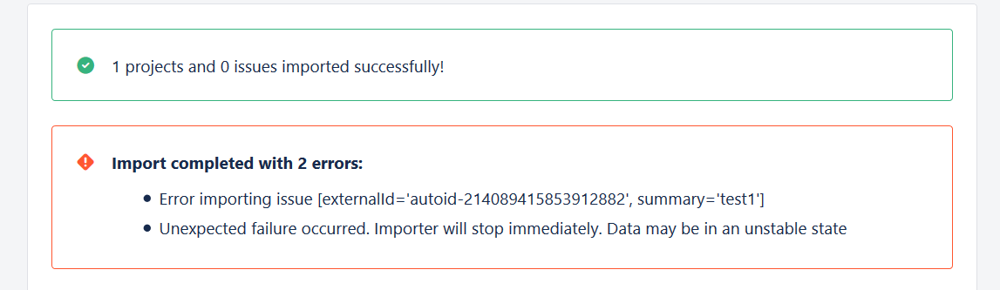 1 projects and 0 issues imported successfully!
Import completed with 2 errors:
Error importing issue [externalId='autoid-214089415853912882', summary='test1']
Unexpected failure occurred. Importer will stop immediately. Data may be in an unstable state